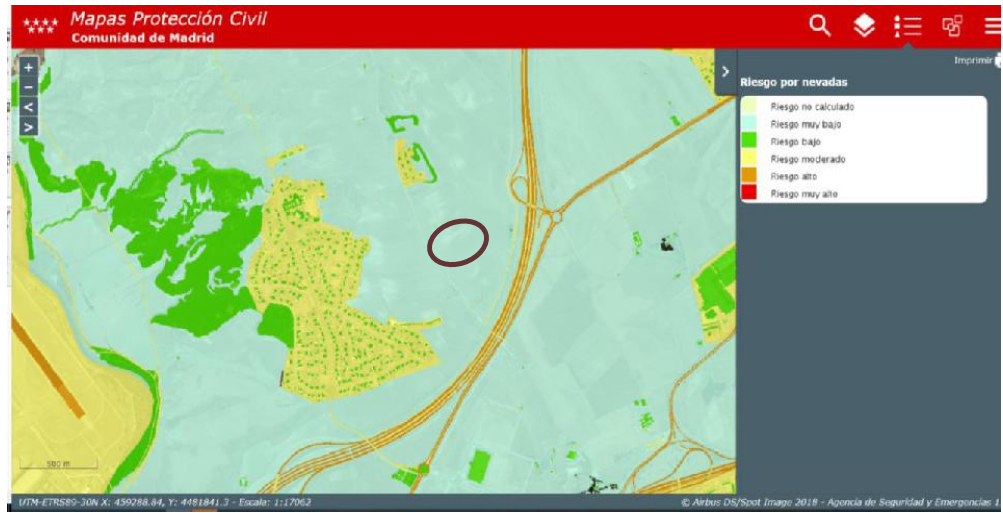 Mapas Protección Civil
Comunidad de Madrid
Imprimir
Riesgo por nevadas
Riesgo no calculado
Riesgo muy bajo
Riesgo bajo
Riesgo moderado
Riesgo alto
Riesgo muy alto
500 m
UTM-ETRS89-30N X: 459288.84, Y: 4481841.3 - Escala: 1:17062
© Airbus DS/Spot Image 2018 - Agencia de Seguridad y Emergencias 1